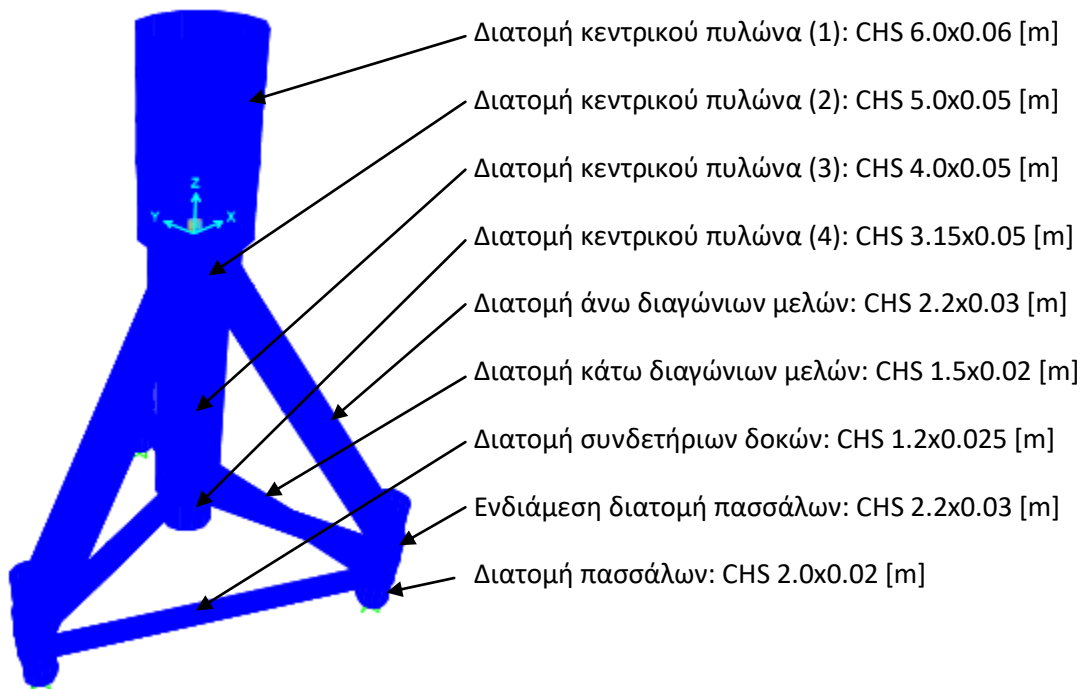 Διατομή κεντρικού πυλώνα (1): CHS 6.0x0.06 [m]
Διατομή κεντρικού πυλώνα (2): CHS 5.0x0.05 [m]
Διατομή κεντρικού πυλώνα (3): CHS 4.0x0.05 [m]
Διατομή κεντρικού πυλώνα (4): CHS 3.15x0.05 [m]
Διατομή άνω διαγώνιων μελών: CHS 2.2x0.03 [m]
Διατομή κάτω διαγώνιων μελών: CHS 1.5x0.02 [m]
Διατομή συνδετήριων δοκών: CHS 1.2x0.025 [m]
Ενδιάμεση διατομή πασσάλων: CHS 2.2x0.03 [m]
Διατομή πασσάλων: CHS 2.0x0.02 [m]
Z
Y X